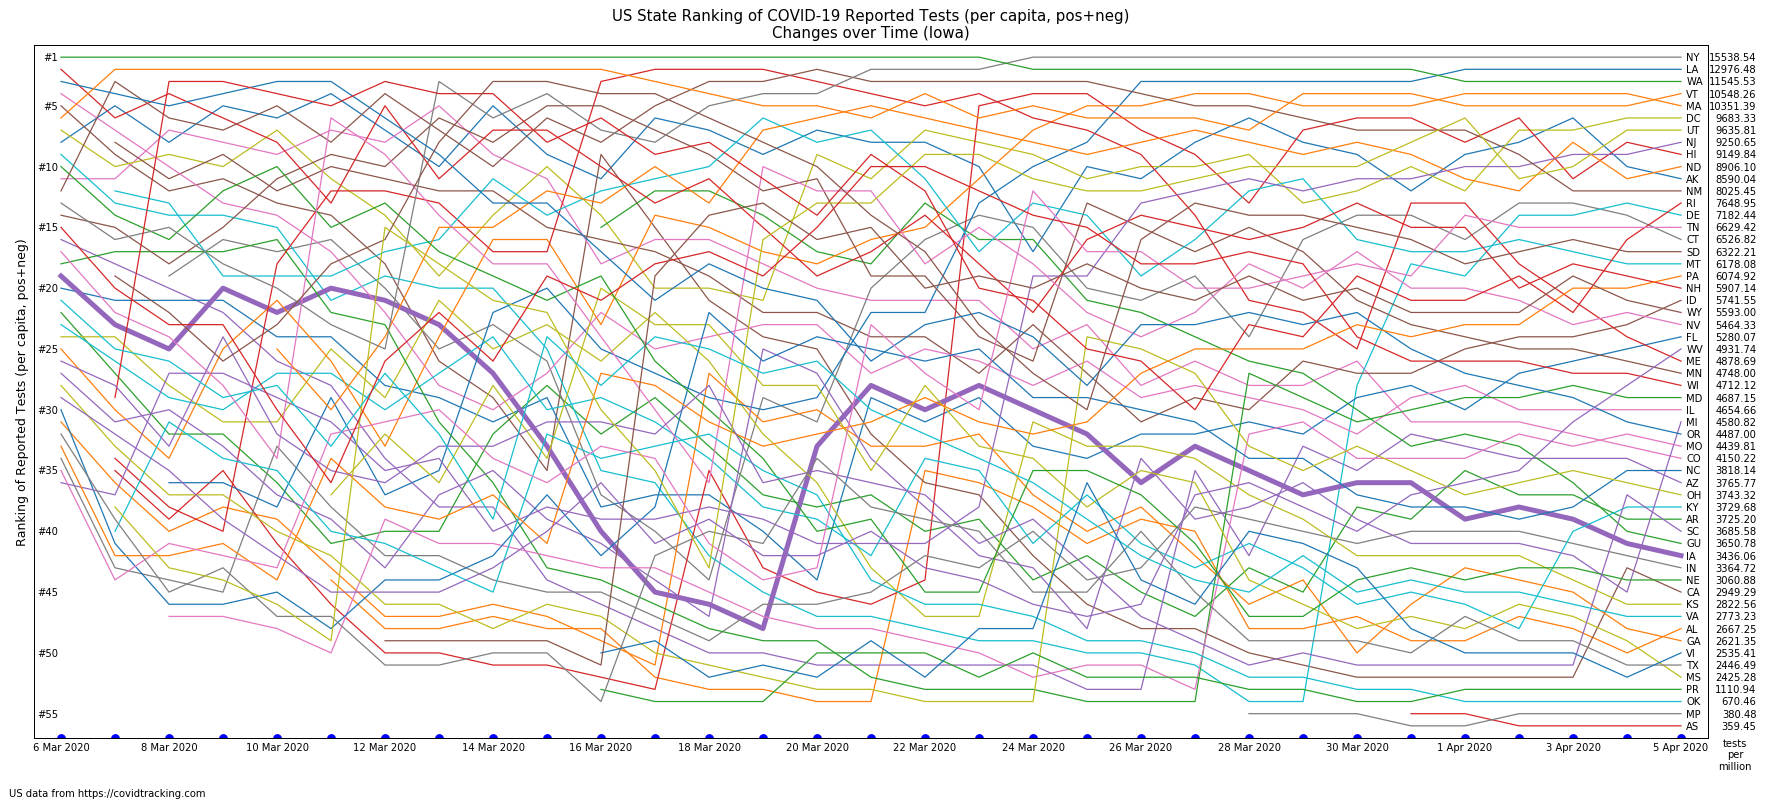 US State Ranking of COVID-19 Reported Tests (per capita, pos+neg)
Changes over Time (Iowa)
Ranking of Reported Tests (per capita, pos+neg)
#1
#5
#10
#15
#20
#25
#30
#35
#40
#45
#50
#55
NY 15538.54
LA 12976.48
WA 11545.53
VT 10548.26
MA 10351.39
DC 9683.33
UT 9635.81
NJ 9250.65
HI 9149.84
ND 8906.10
AK 8590.04
NM 8025.45
RI 7648.95
DE 7182.44
TN 6629.42
CT 6526.82
SD 6322.21
MT 6178.08
PA 6074.92
NH 5907.14
ID 5741.55
WY 5593.00
NV 5464.33
FL 5280.07
WV 4931.74
ME 4878.69
MN 4748.00
WI 4712.12
MD 4687.15
IL 4654.66
MI 4580.82
OR 4487.00
MO 4439.81
CO 4150.22
NC 3818.14
AZ 3765.77
OH 3743.32
KY 3729.68
AR 3725.20
SC 3685.58
GU 3650.78
IA 3436.06
IN 3364.72
NE 3060.88
CA 2949.29
KS 2822.56
VA 2773.23
AL 2667.25
GA 2621.35
VI 2535.41
TX 2446.49
MS 2425.28
PR 1110.94
OK 670.46
MP 380.48
AS 359.45
6 Mar 2020 8 Mar 2020 10 Mar 2020 12 Mar 2020 14 Mar 2020 16 Mar 2020 18 Mar 2020 20 Mar 2020 22 Mar 2020 24 Mar 2020 26 Mar 2020 28 Mar 2020 30 Mar 2020 1 Apr 2020 3 Apr 2020 5 Apr 2020
tests
per
million
US data from https://covidtracking.com